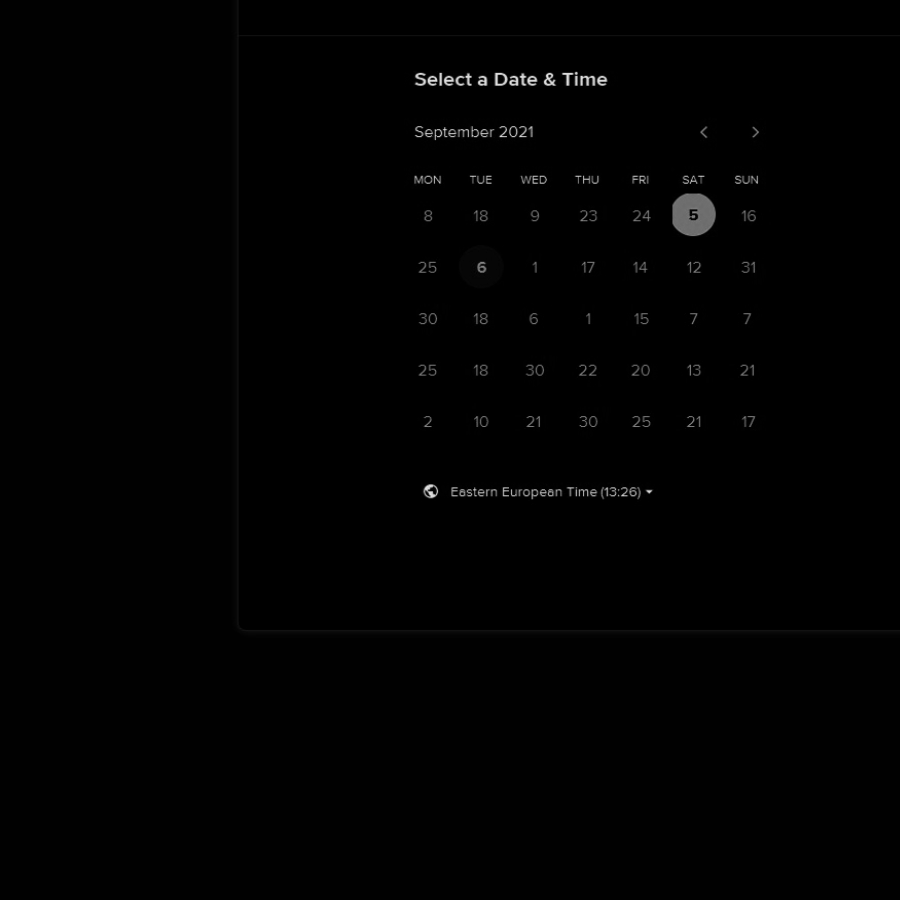 Select a Date & Time
September 2021
MON TUE WED THU FRI SAT SUN
8 18 9 23 24 5 16
25 6 1 17 14 12 31
30 18 6 1 15 7 7
25 18 30 22 20 13 21
2 10 21 30 25 21 17
Eastern European Time (13:26)